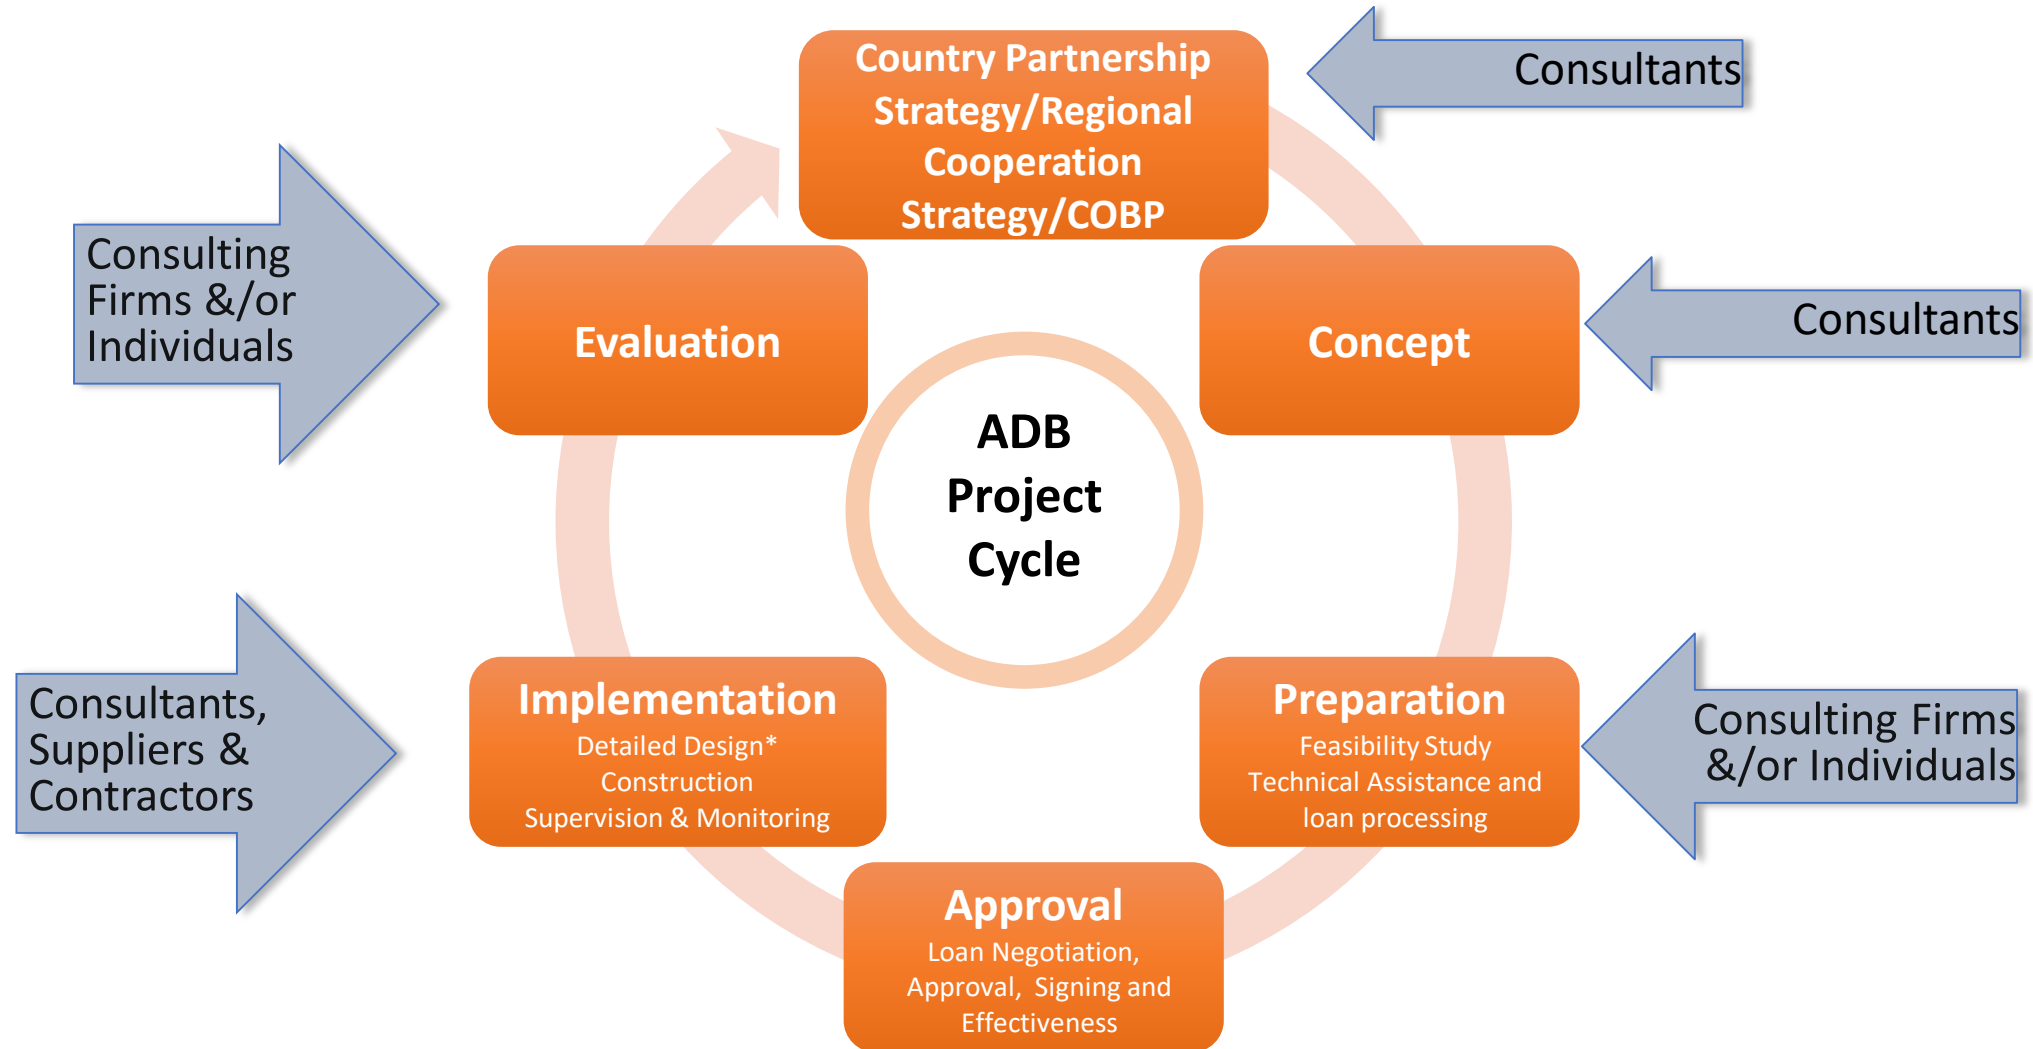 Country Partnership
Strategy/Regional
Cooperation
Strategy/COBP
Consultants
Consulting
Firms &/or
Individuals
Evaluation
Concept
Consultants
ADB
Project
Cycle
Consultants,
Suppliers &
Contractors
Implementation
Detailed Design*
Construction
Supervision & Monitoring
Preparation
Feasibility Study
Technical Assistance and
loan processing
Consulting Firms
&/or Individuals
Approval
Loan Negotiation,
Approval, Signing and
Effectiveness